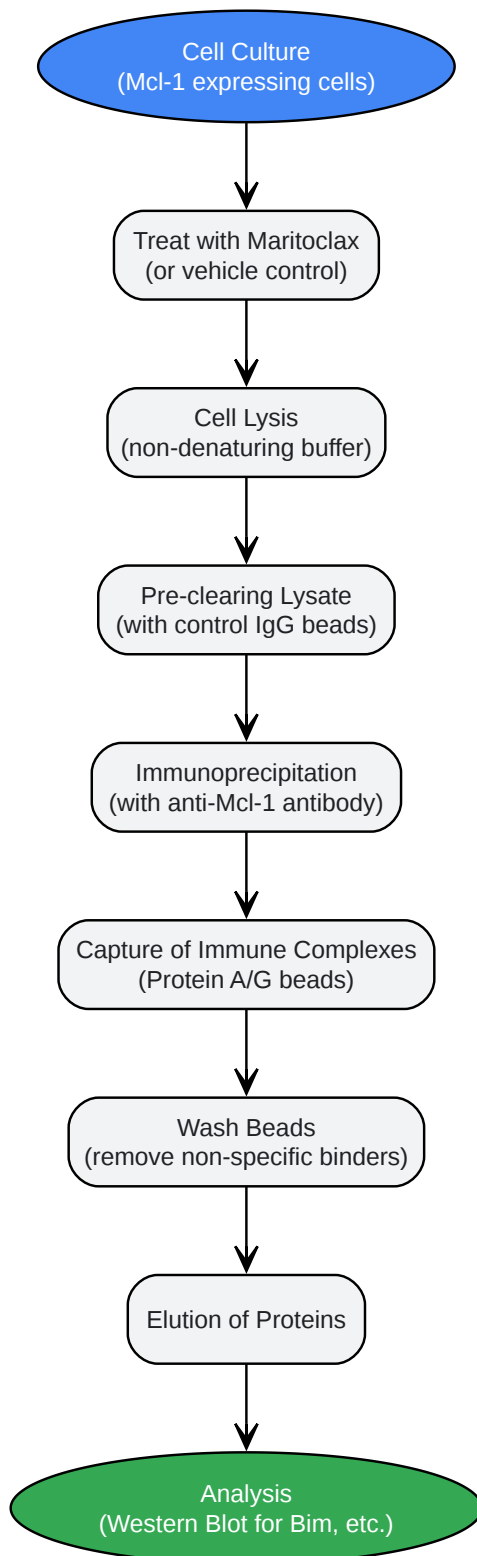 Cell Culture
(Mcl-1 expressing cells)
Treat with Maritoclax
(or vehicle control)
Cell Lysis
(non-denaturing buffer)
Pre-clearing Lysate
(with control IgG beads)
Immunoprecipitation
(with anti-Mcl-1 antibody)
Capture of Immune Complexes
(Protein A/G beads)
Wash Beads
(remove non-specific binders)
Elution of Proteins
Analysis
(Western Blot for Bim, etc.)